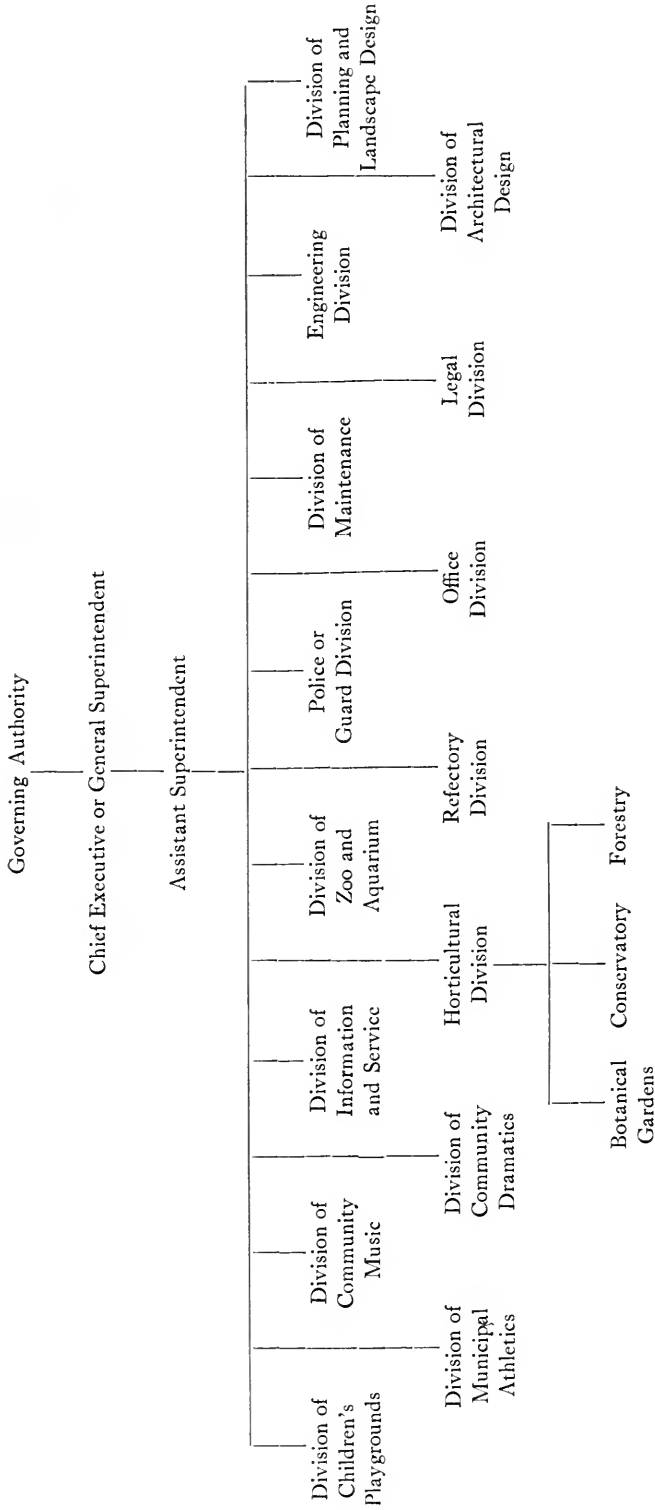 Governing Authority
Chief Executive or General Superintendent
Assistant Superintendent
Division of
Children's
Playgrounds
Division of
Community
Music
Division of
Information
and Service
Division of
Zoo and
Aquarium
Police or
Guard Division
Division of
Maintenance
Engineering
Division
Division of
Planning and
Landscape Design
Division of
Municipal
Athletics
Division of
Community
Dramatics
Horticultural
Division
Refectory
Division
Office
Division
Legal
Division
Division of
Architectural
Design
Botanical
Gardens
Conservatory
Forestry